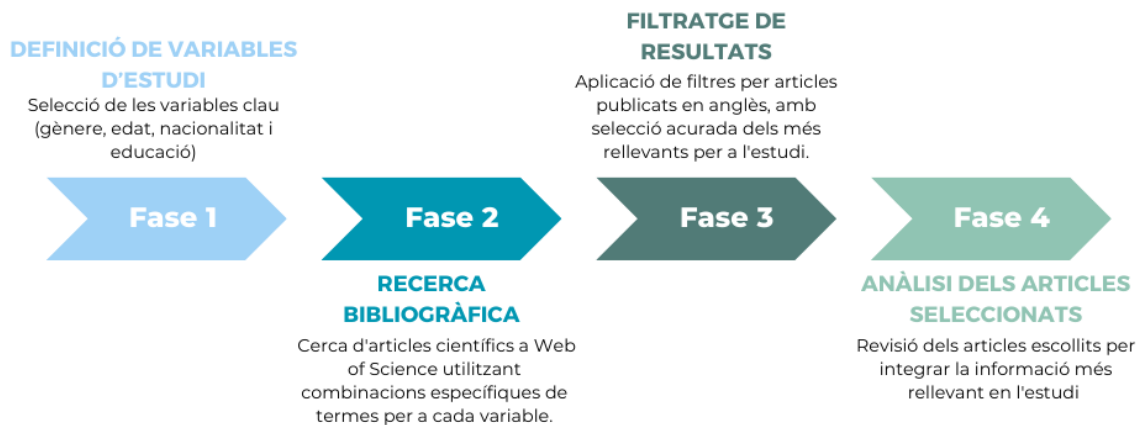 DEFINICIÓ DE VARIABLES
D'ESTUDI
Selecció de les variables clau
(gènere, edat, nacionalitat i
educació)
Fase 1
Fase 2
RECERCA
BIBLIOGRÀFICA
Cerca d'articles científics a Web
of Science utilitzant
combinacions específiques de
termes per a cada variable.
FILTRATGE DE
RESULTATS
Aplicació de filtres per articles
publicats en anglès, amb
selecció acurada dels més
rellevants per a l'estudi.
Fase 3
Fase 4
ANÀLISI DELS ARTICLES
SELECCIONATS
Revisió dels articles escollits per
integrar la informació més
rellevant en l'estudi